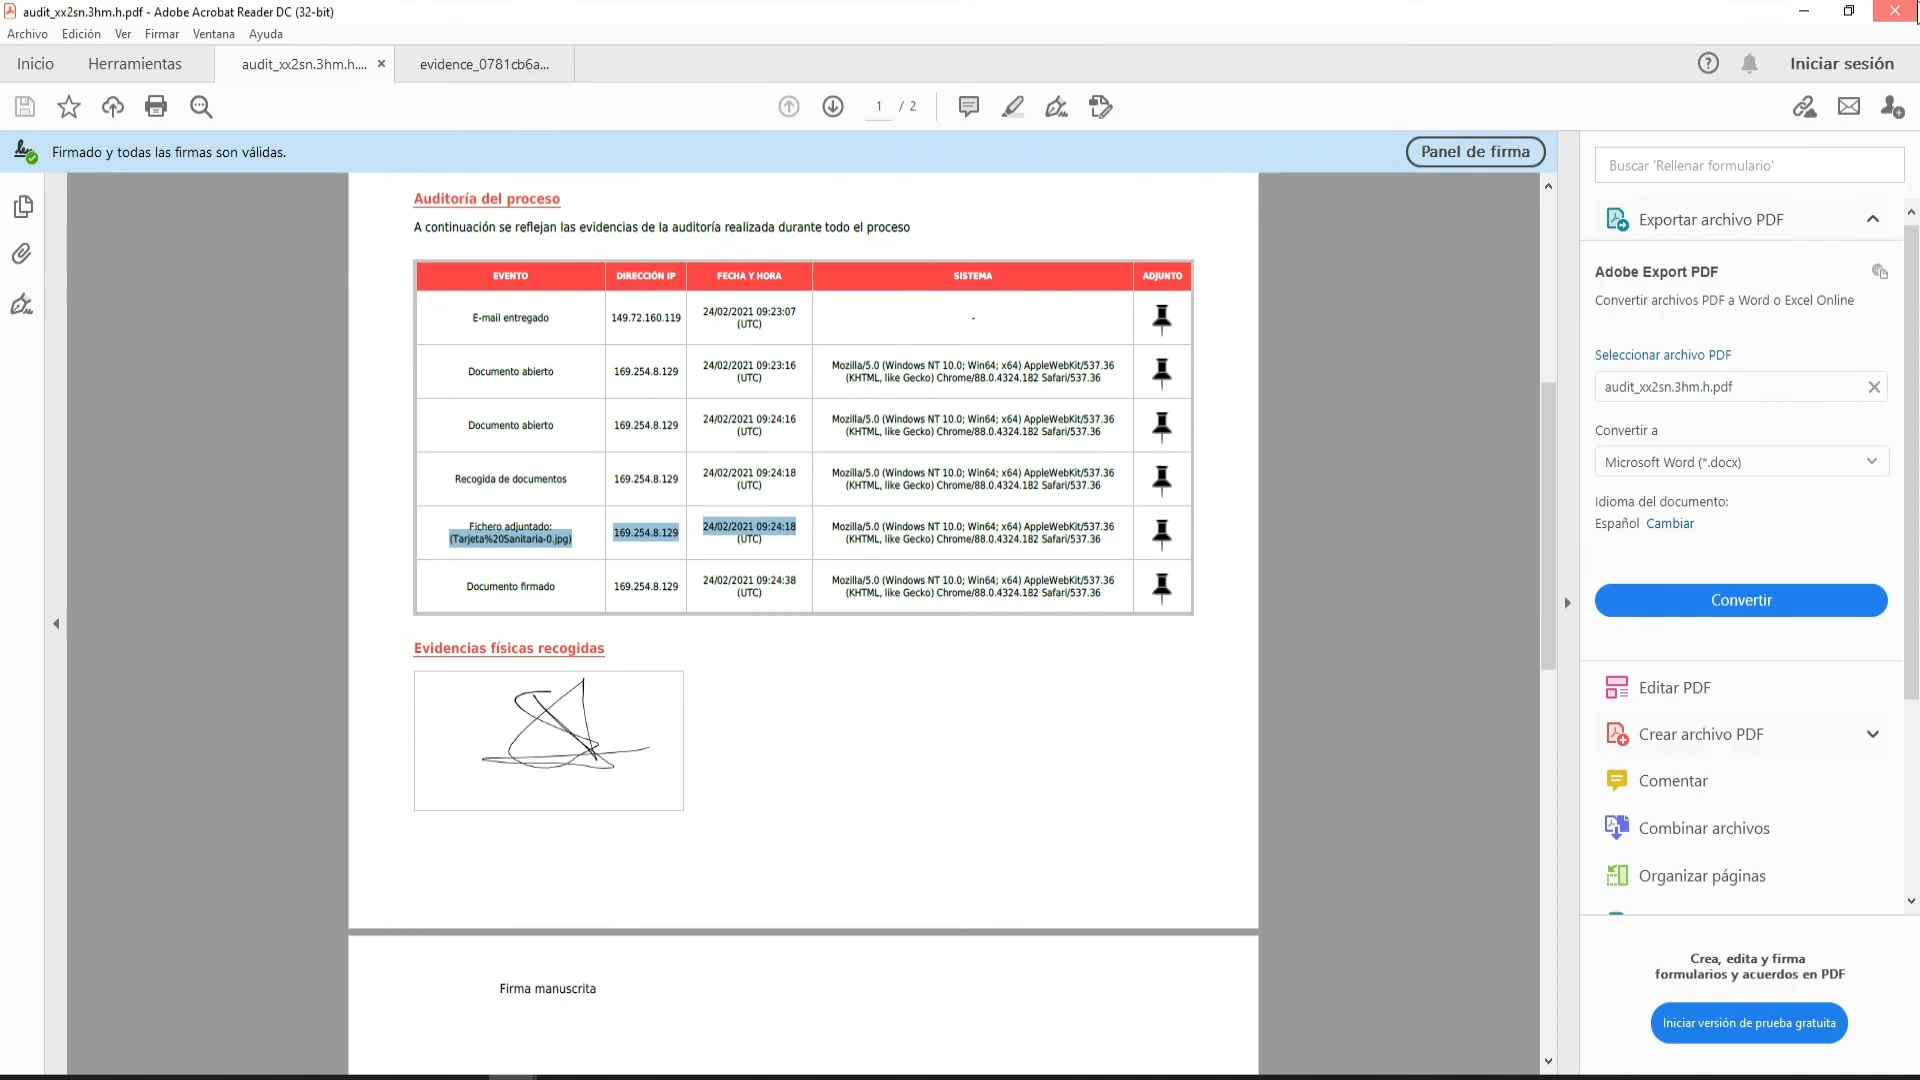 audit_xx2sn.3hm.h.pdf - Adobe Acrobat Reader DC (32-bit)
Archivo Edición Ver Firmar Ventana Ayuda
Inicio Herramientas audit_xx2sn.3hm.h.... evidence_0781cb6a... Iniciar sesión
1 / 2
Firmado y todas las firmas son válidas.
Panel de firma
Auditoría del proceso
A continuación se reflejan las evidencias de la auditoría realizada durante todo el proceso
EVENTO DIRECCIÓN IP FECHA Y HORA SISTEMA ADJUNTO
E-mail entregado 149.72.160.119 24/02/2021 09:23:07 -
(UTC)
Documento abierto 169.254.8.129 24/02/2021 09:23:16 Mozilla/5.0 (Windows NT 10.0; Win64; x64) AppleWebKit/537.36
(UTC) (KHTML, like Gecko) Chrome/88.0.4324.182 Safari/537.36
Documento abierto 169.254.8.129 24/02/2021 09:24:16 Mozilla/5.0 (Windows NT 10.0; Win64; x64) AppleWebKit/537.36
(UTC) (KHTML, like Gecko) Chrome/88.0.4324.182 Safari/537.36
Recogida de documentos 169.254.8.129 24/02/2021 09:24:18 Mozilla/5.0 (Windows NT 10.0; Win64; x64) AppleWebKit/537.36
(UTC) (KHTML, like Gecko) Chrome/88.0.4324.182 Safari/537.36
Fichero adjuntado: 169.254.8.129 24/02/2021 09:24:18 Mozilla/5.0 (Windows NT 10.0; Win64; x64) AppleWebKit/537.36
(Tarjeta%20Sanitaria-0.jpg) (UTC) (KHTML, like Gecko) Chrome/88.0.4324.182 Safari/537.36
Documento firmado 169.254.8.129 24/02/2021 09:24:38 Mozilla/5.0 (Windows NT 10.0; Win64; x64) AppleWebKit/537.36
(UTC) (KHTML, like Gecko) Chrome/88.0.4324.182 Safari/537.36
Evidencias físicas recogidas
Firma manuscrita
Buscar 'Rellenar formulario'
Exportar archivo PDF
Adobe Export PDF
Convertir archivos PDF a Word o Excel Online
Seleccionar archivo PDF
audit_xx2sn.3hm.h.pdf
Convertir a
Microsoft Word (*.docx)
Idioma del documento:
Español Cambiar
Convertir
Editar PDF
Crear archivo PDF
Comentar
Combinar archivos
Organizar páginas
Crea, edita y firma
formularios y acuerdos en PDF
Iniciar versión de prueba gratuita